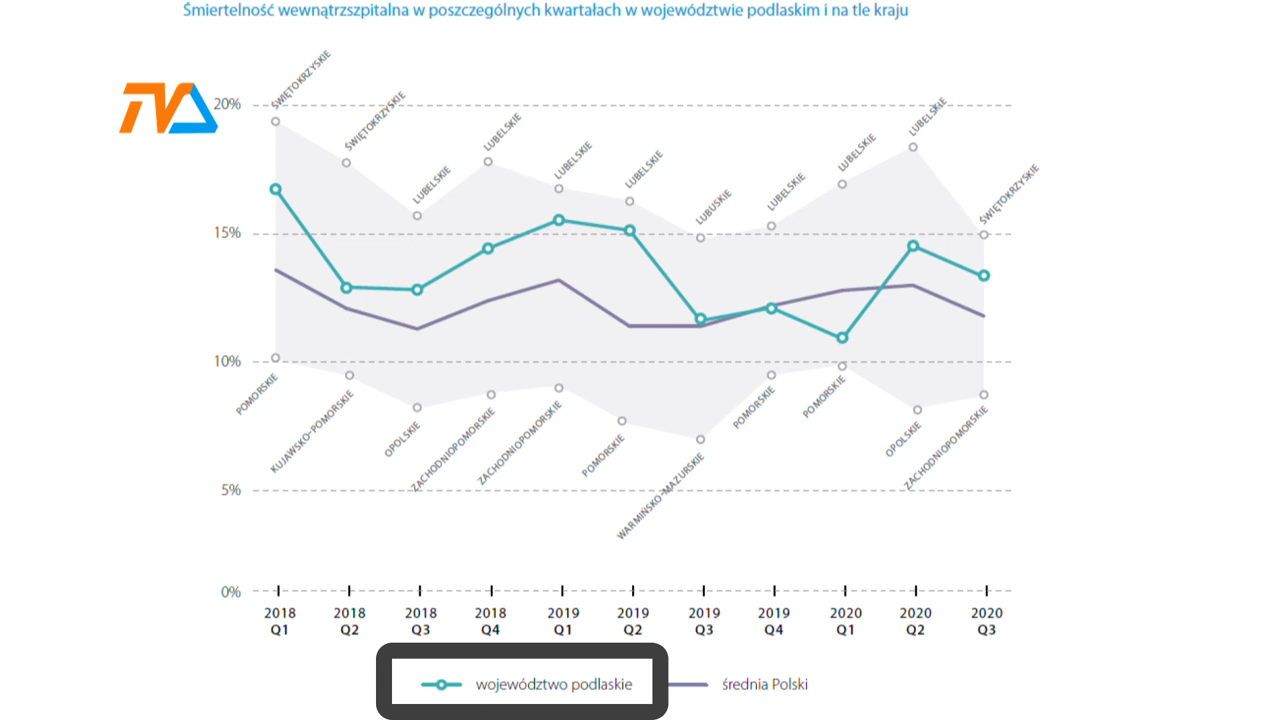 Śmiertelność wewnątrzszpitalna w poszczególnych kwartałach w województwie podlaskim i na tle kraju
TVA
20%
15%
10%
5%
0%
ŚWIĘTOKRZYSKIE
ŚWIĘTOKRZYSKIE
LUBELSKIE
LUBELSKIE
LUBELSKIE
LUBELSKIE
LUBUSKIE
LUBELSKIE
LUBELSKIE
LUBELSKIE
ŚWIĘTOKRZYSKIE
POMORSKIE
KUJAWSKO-POMORSKIE
OPOLSKIE
ZACHODNIOPOMORSKIE
ZACHODNIOPOMORSKIE
POMORSKIE
WARMIŃSKO-MAZURSKIE
POMORSKIE
POMORSKIE
OPOLSKIE
ZACHODNIOPOMORSKIE
2018 2018 2018 2018 2019 2019 2019 2019 2020 2020 2020
Q1 Q2 Q3 Q4 Q1 Q2 Q3 Q4 Q1 Q2 Q3
województwo podlaskie średnia Polski